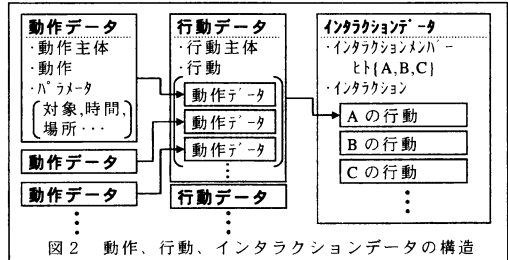 動作データ
・動作主体
・動作
・ﾊﾟﾗﾒｰﾀ
対象,時間,
場所・・・
動作データ
動作データ
行動データ
・行動主体
・行動
動作ﾃﾞｰﾀ
動作ﾃﾞｰﾀ
動作ﾃﾞｰﾀ
行動データ
ｲﾝﾀﾗｸｼｮﾝﾃﾞｰﾀ
・ｲﾝﾀﾗｸｼｮﾝﾒﾝﾊﾞｰ
ﾋﾄ{A,B,C}
・ｲﾝﾀﾗｸｼｮﾝ
Aの行動
Bの行動
Cの行動
図2 動作、行動、インタラクションデータの構造